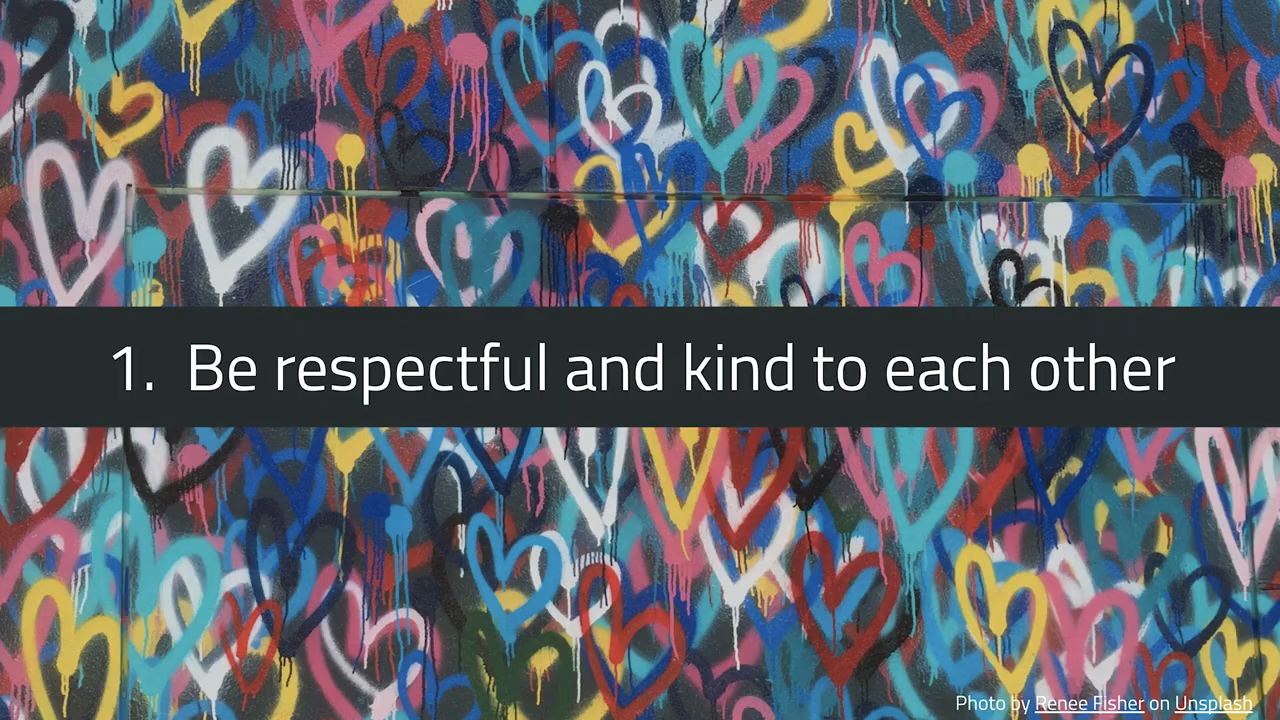 1. Be respectful and kind to each other
Photo by Renee Fisher on Unsplash